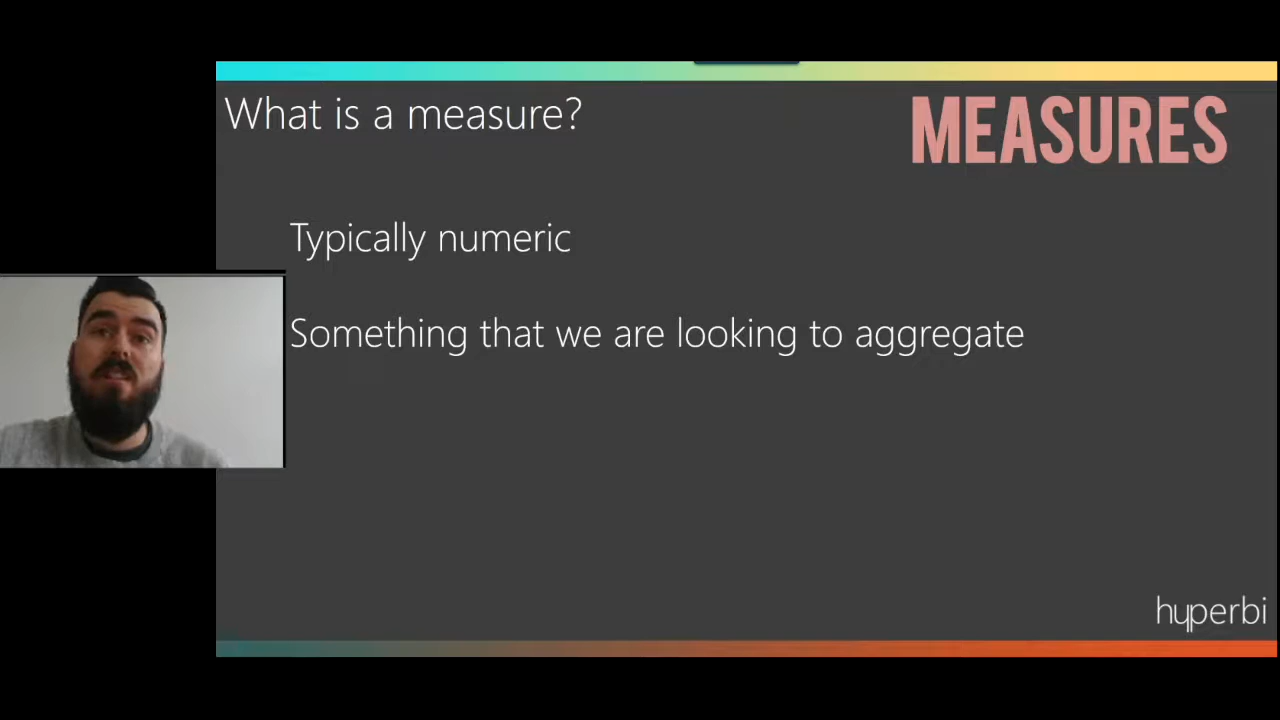 What is a measure?
MEASURES
Typically numeric
Something that we are looking to aggregate
hyperbi